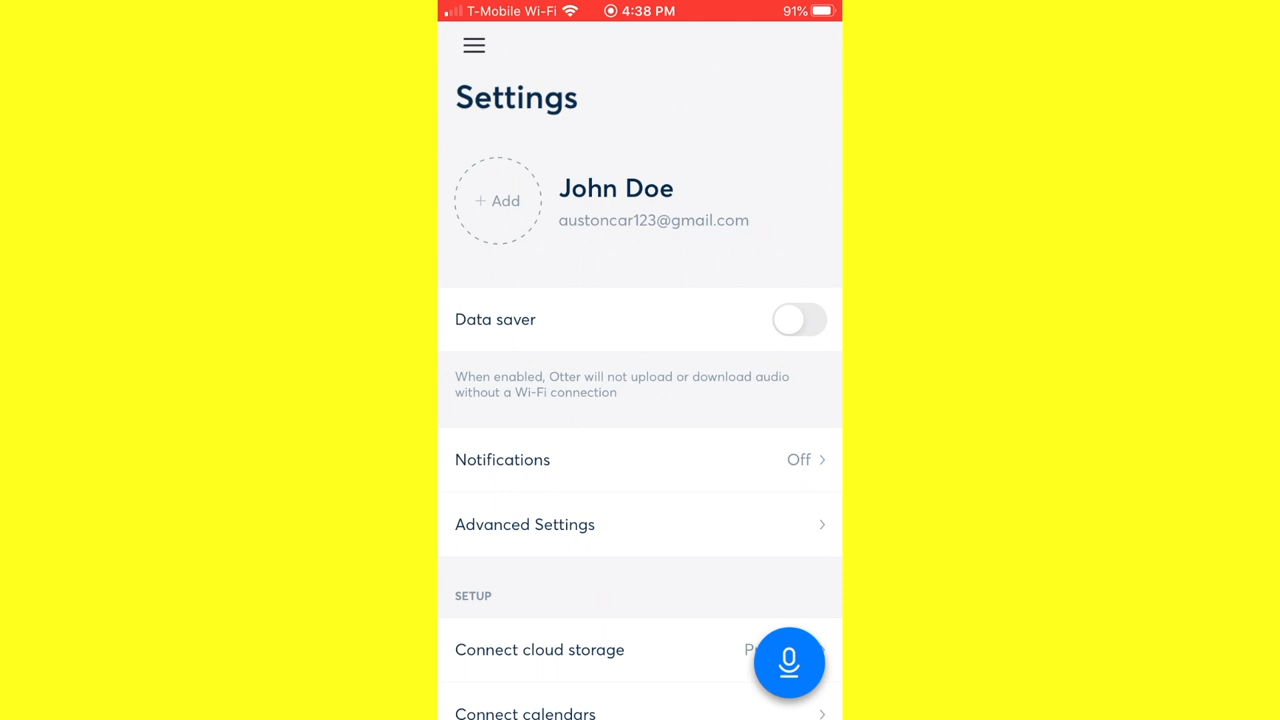 T-Mobile Wi-Fi 4:38 PM 91%
Settings
+ Add
John Doe
austoncar123@gmail.com
Data saver
When enabled, Otter will not upload or download audio
without a Wi-Fi connection
Notifications Off
Advanced Settings
SETUP
Connect cloud storage
Connect calendars